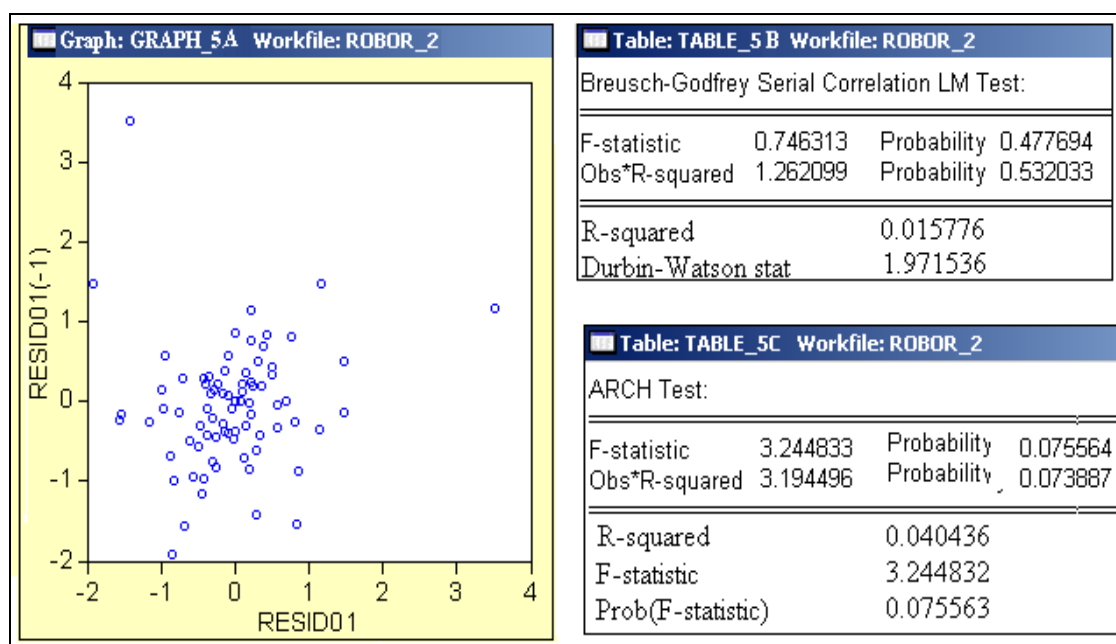 Graph: GRAPH_5A Workfile: ROBOR_2
4
3
2
1
0
-1
-2
RESID01(-1)
-2 -1 0 1 2 3 4
RESID01
Table: TABLE_5B Workfile: ROBOR_2
Breusch-Godfrey Serial Correlation LM Test:
F-statistic 0.746313 Probability 0.477694
Obs*R-squared 1.262099 Probability 0.532033
R-squared 0.015776
Durbin-Watson stat 1.971536
Table: TABLE_5C Workfile: ROBOR_2
ARCH Test:
F-statistic 3.244833 Probability 0.075564
Obs*R-squared 3.194496 Probability 0.073887
R-squared 0.040436
F-statistic 3.244832
Prob(F-statistic) 0.075563